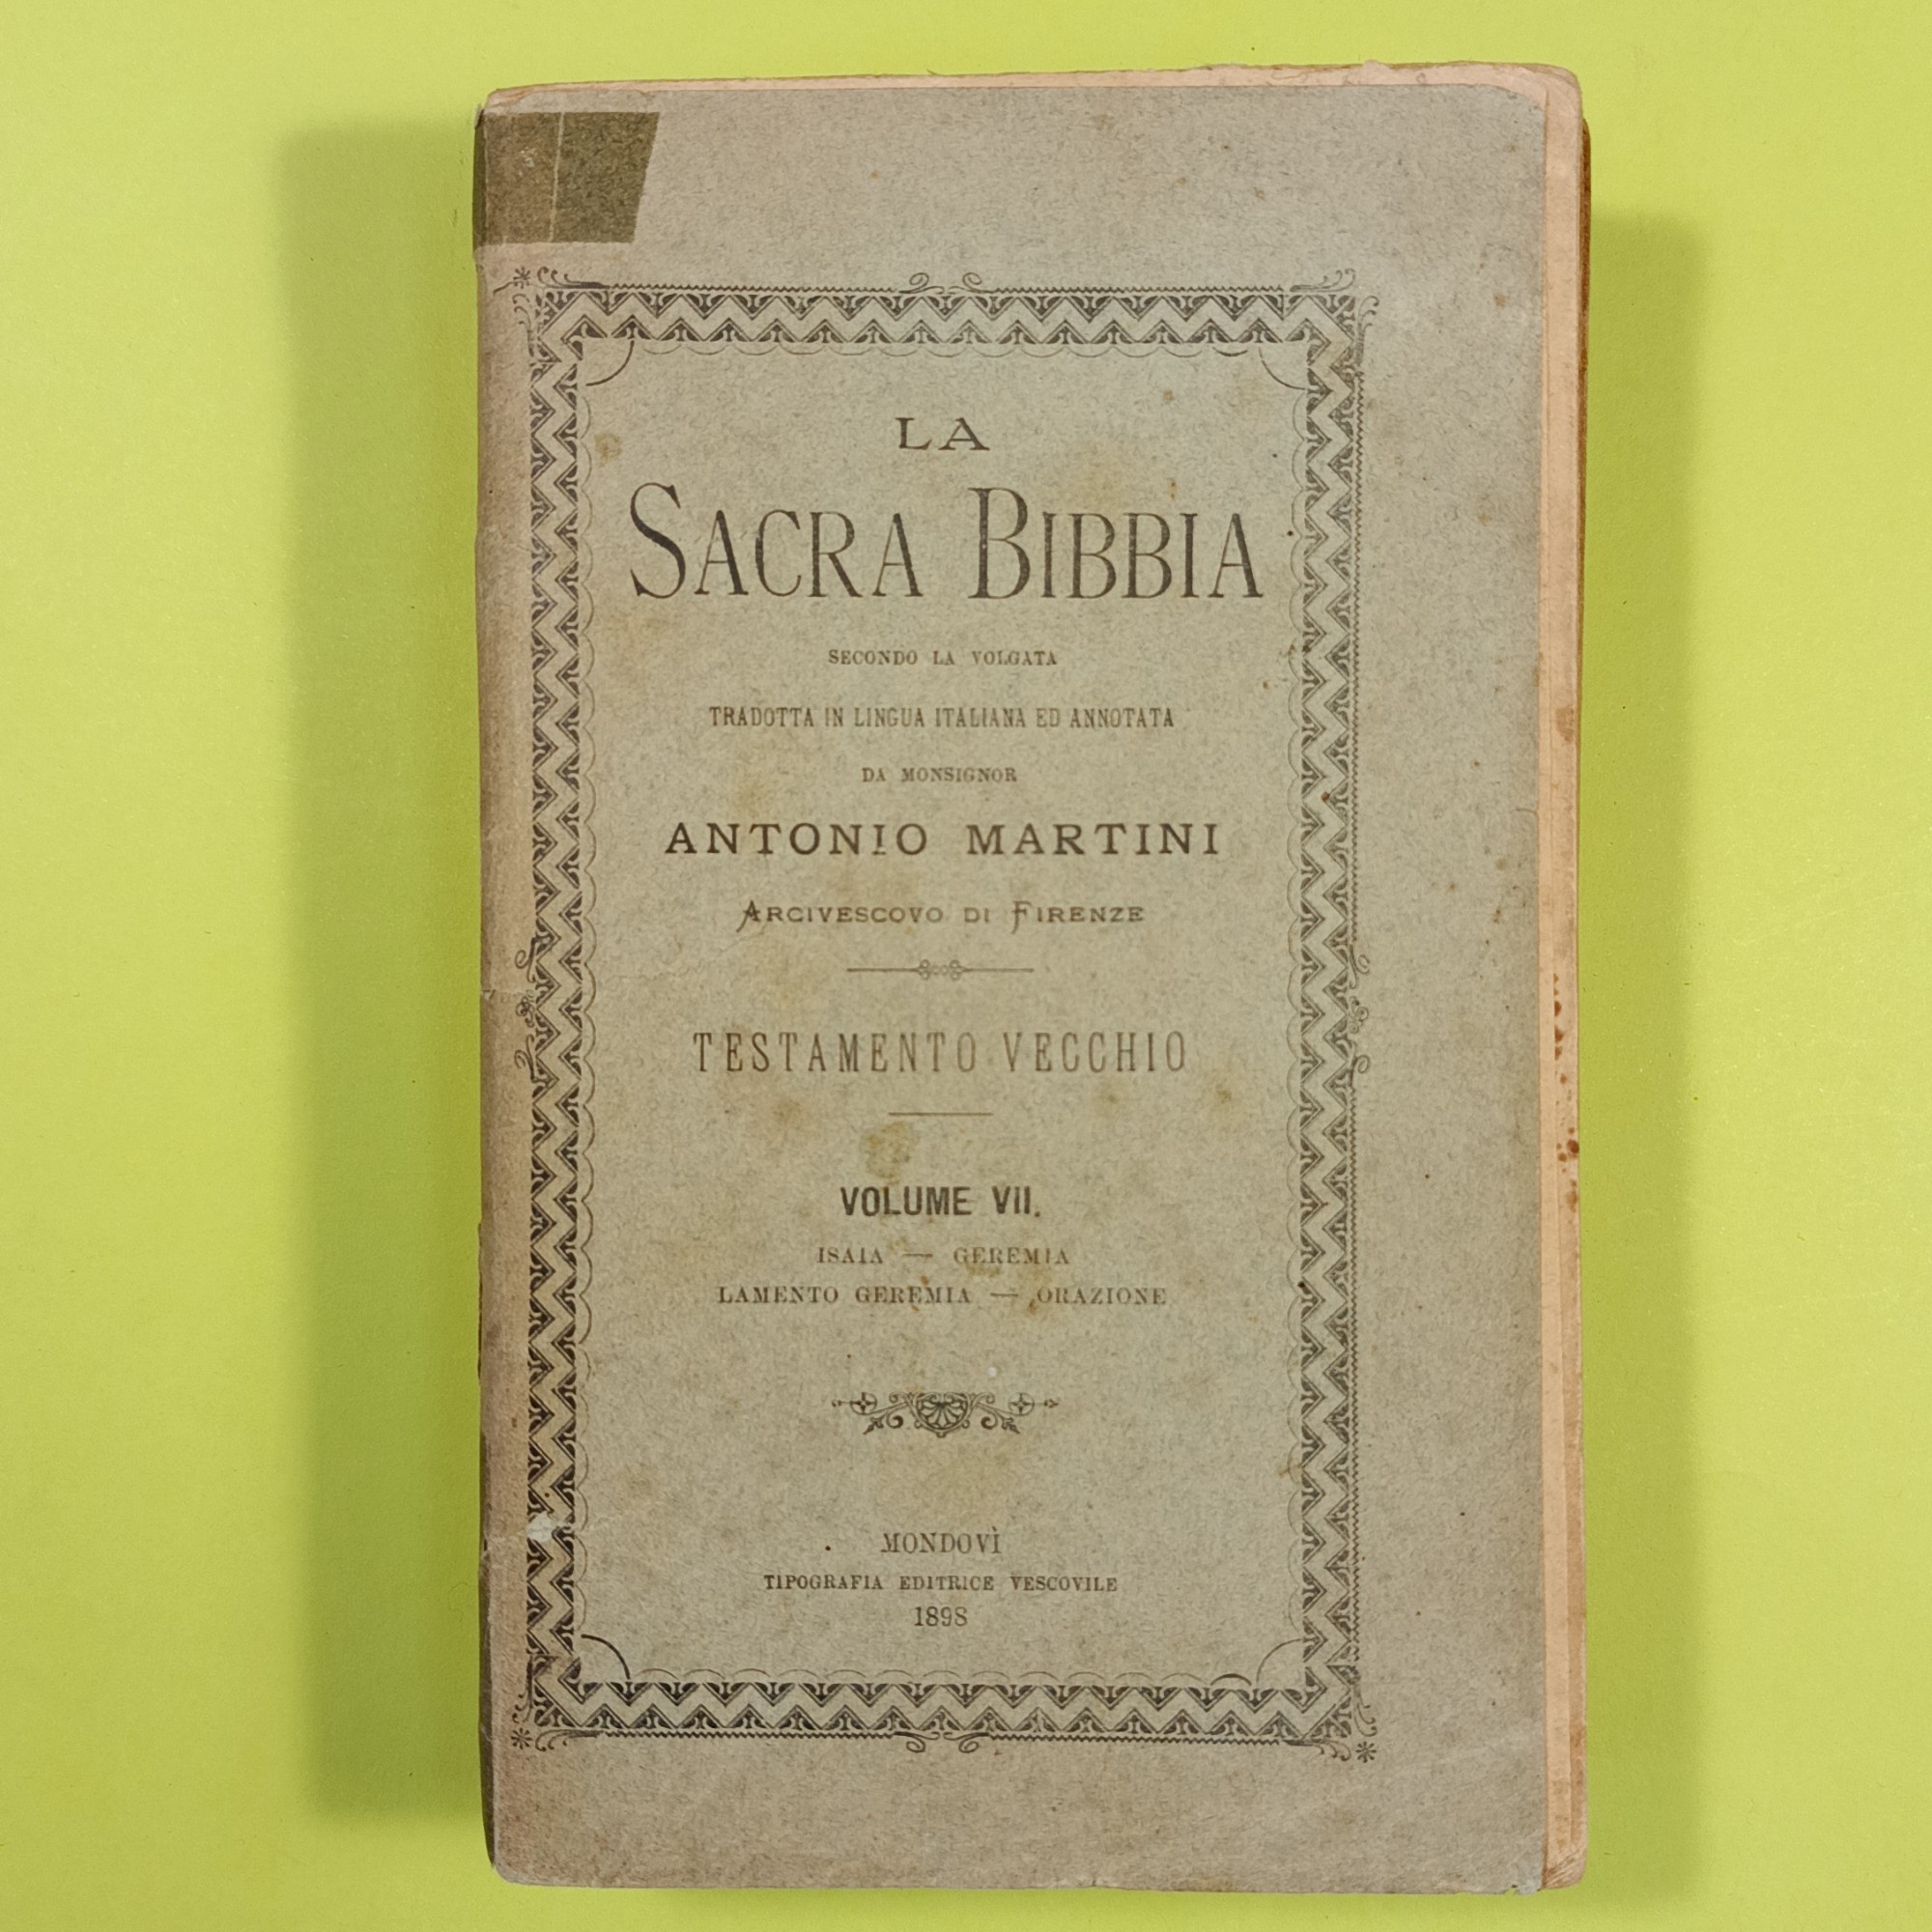 LA
SACRA BIBBIA
SECONDO LA VOLGATA
TRADOTTA IN LINGUA ITALIANA ED ANNOTATA
DA MONSIGNOR
ANTONIO MARTINI
ARCIVESCOVO DI FIRENZE
TESTAMENTO VECCHIO
VOLUME VII.
ISAIA — GEREMIA
LAMENTO GEREMIA — ORAZIONE
MONDOVÌ
TIPOGRAFIA EDITRICE VESCOVILE
1898